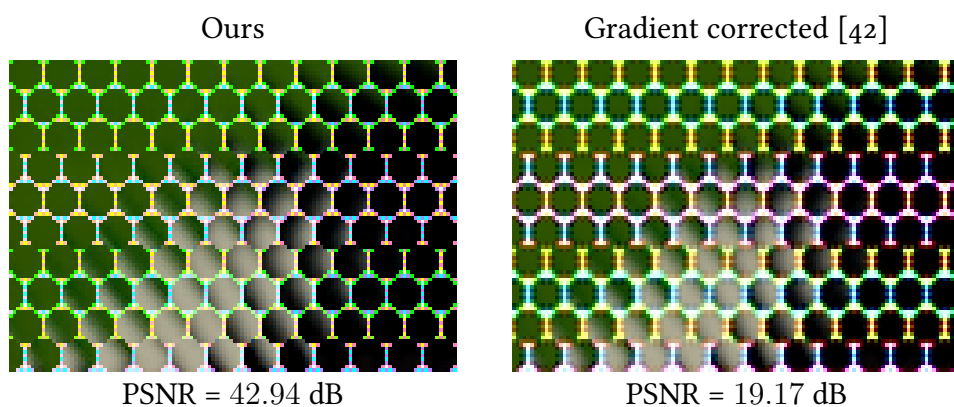 Ours
Gradient corrected [42]
PSNR = 42.94 dB
PSNR = 19.17 dB